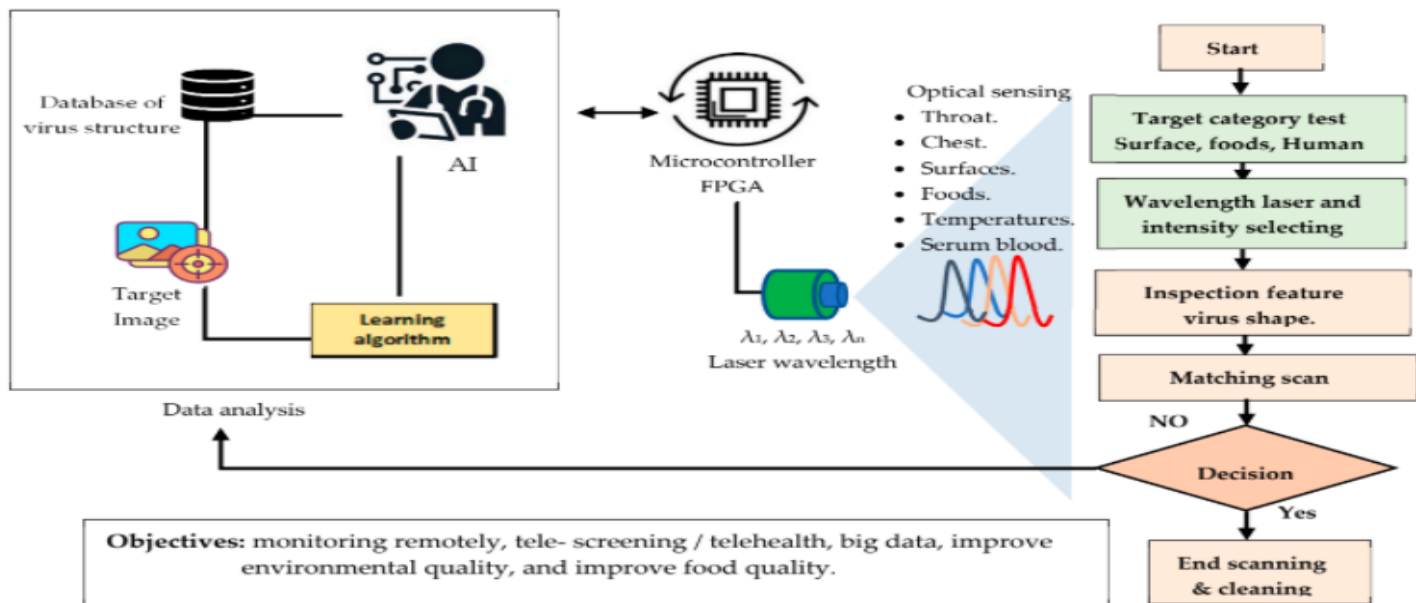 Database of
virus structure
AI
Target
Image
Learning
algorithm
Data analysis
Microcontroller
FPGA
λ1, λ2, λ3, λn
Laser wavelength
Optical sensing
• Throat.
• Chest.
• Surfaces.
• Foods.
• Temperatures.
• Serum blood.
Start
Target category test
Surface, foods, Human
Wavelength laser and
intensity selecting
Inspection feature
virus shape.
Matching scan
NO
Decision
Yes
End scanning
& cleaning
Objectives: monitoring remotely, tele- screening / telehealth, big data, improve
environmental quality, and improve food quality.